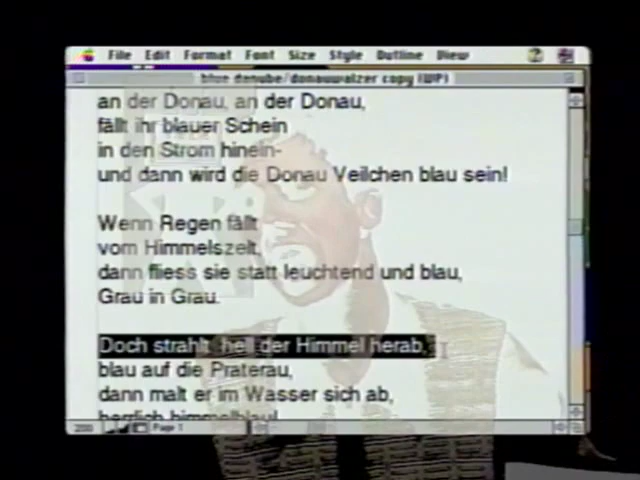 File Edit Format Font Size Style Outline View
blue danube/donauwalzer copy (WP)
an der Donau, an der Donau,
fällt ihr blauer Schein
in den Strom hinein-
und dann wird die Donau Veilchen blau sein!
Wenn Regen fällt
vom Himmelszelt,
dann fliess sie statt leuchtend und blau,
Grau in Grau.
Doch strahlt hell der Himmel herab,
blau auf die Praterau,
dann malt er im Wasser sich ab,
herrlich himmelblau!
200 Page 1